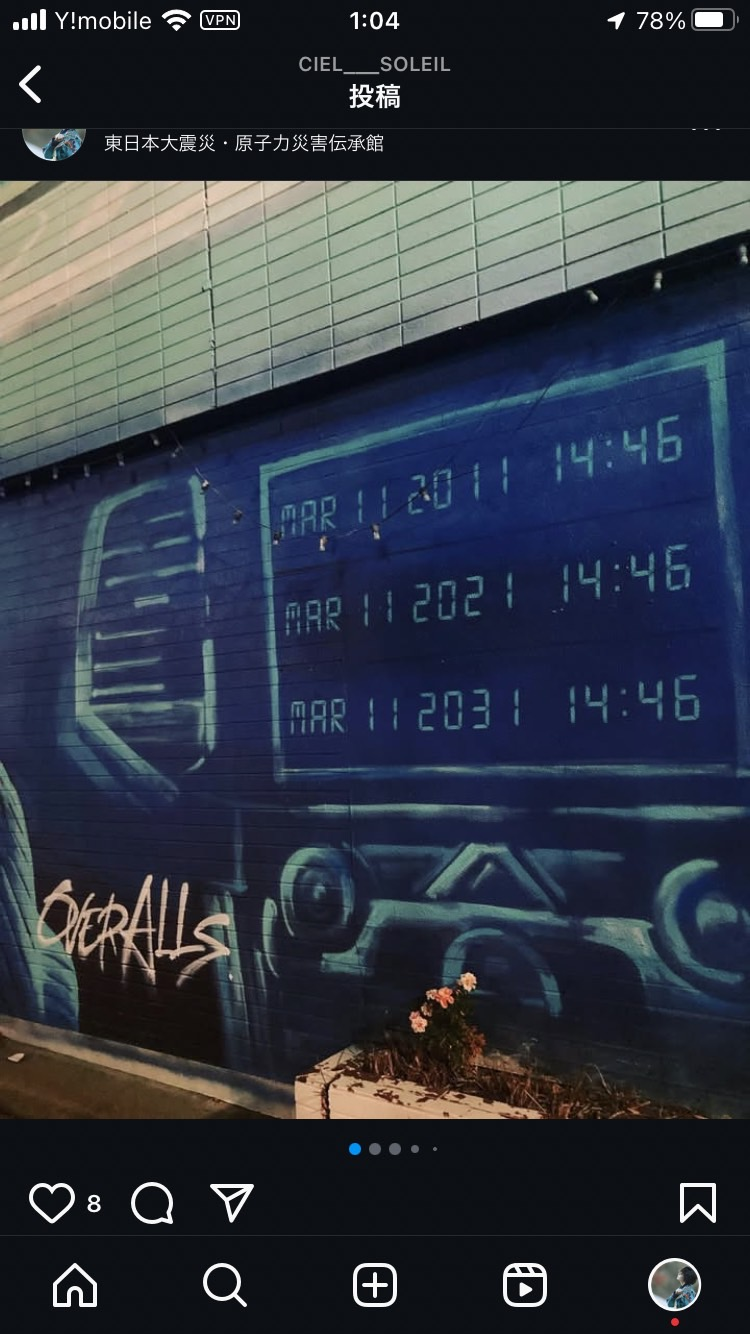 Y!mobile VPN 1:04 78%
CIEL___SOLEIL
投稿
東日本大震災・原子力災害伝承館
MAR 11 2011 14:46
MAR 11 2021 14:46
MAR 11 2031 14:46
OVERALLS
8